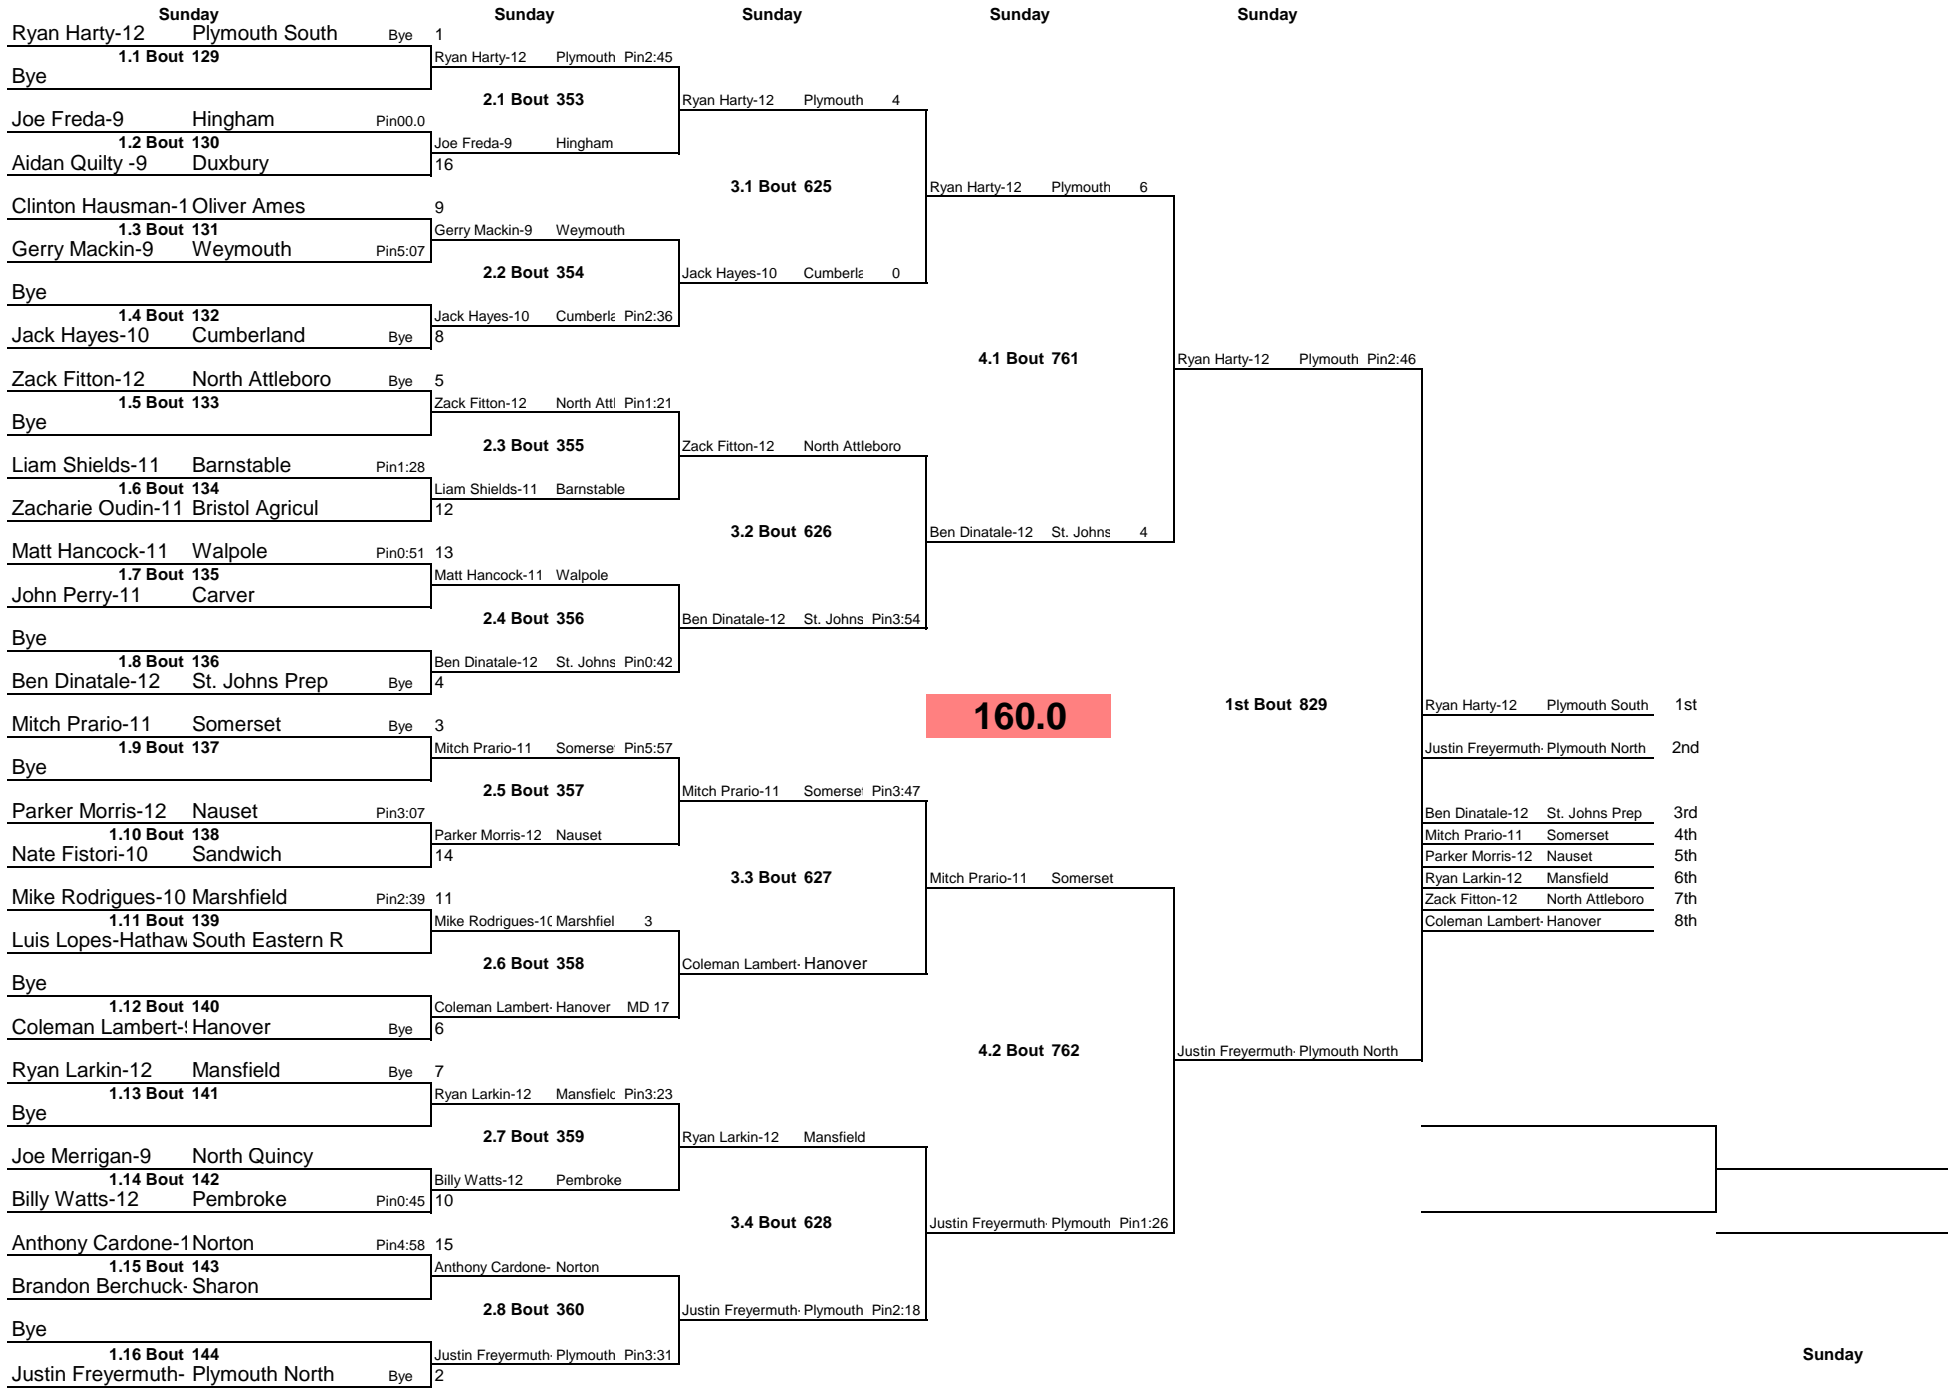 Sunday Sunday Sunday Sunday Sunday
Ryan Harty-12 Plymouth South Bye 1
1.1 Bout 129 Ryan Harty-12 Plymouth Pin2:45
Bye
2.1 Bout 353 Ryan Harty-12 Plymouth 4
Joe Freda-9 Hingham Pin00.0
1.2 Bout 130 Joe Freda-9 Hingham
Aidan Quilty -9 Duxbury 16
3.1 Bout 625 Ryan Harty-12 Plymouth 6
Clinton Hausman-1 Oliver Ames 9
1.3 Bout 131 Gerry Mackin-9 Weymouth
Gerry Mackin-9 Weymouth Pin5:07
2.2 Bout 354 Jack Hayes-10 Cumberla 0
Bye
1.4 Bout 132 Jack Hayes-10 Cumberla Pin2:36
Jack Hayes-10 Cumberland Bye 8
4.1 Bout 761 Ryan Harty-12 Plymouth Pin2:46
Zack Fitton-12 North Attleboro Bye 5
1.5 Bout 133 Zack Fitton-12 North Attl Pin1:21
Bye
2.3 Bout 355 Zack Fitton-12 North Attleboro
Liam Shields-11 Barnstable Pin1:28
1.6 Bout 134 Liam Shields-11 Barnstable
Zacharie Oudin-11 Bristol Agricul 12
3.2 Bout 626 Ben Dinatale-12 St. Johns 4
Matt Hancock-11 Walpole Pin0:51 13
1.7 Bout 135 Matt Hancock-11 Walpole
John Perry-11 Carver
2.4 Bout 356 Ben Dinatale-12 St. Johns Pin3:54
Bye
1.8 Bout 136 Ben Dinatale-12 St. Johns Pin0:42
Ben Dinatale-12 St. Johns Prep Bye 4
160.0 1st Bout 829 Ryan Harty-12 Plymouth South 1st
Mitch Prario-11 Somerset Bye 3
1.9 Bout 137 Mitch Prario-11 Somerset Pin5:57 Justin Freyermuth- Plymouth North 2nd
Bye
2.5 Bout 357 Mitch Prario-11 Somerset Pin3:47
Parker Morris-12 Nauset Pin3:07 Ben Dinatale-12 St. Johns Prep 3rd
1.10 Bout 138 Parker Morris-12 Nauset Mitch Prario-11 Somerset 4th
Nate Fistori-10 Sandwich 14 Parker Morris-12 Nauset 5th
3.3 Bout 627 Mitch Prario-11 Somerset Ryan Larkin-12 Mansfield 6th
Mike Rodrigues-10 Marshfield Pin2:39 11 Zack Fitton-12 North Attleboro 7th
1.11 Bout 139 Mike Rodrigues-10 Marshfiel 3 Coleman Lambert- Hanover 8th
Luis Lopes-Hathaw South Eastern R
2.6 Bout 358 Coleman Lambert- Hanover
Bye
1.12 Bout 140 Coleman Lambert- Hanover MD 17
Coleman Lambert-9 Hanover Bye 6
4.2 Bout 762 Justin Freyermuth- Plymouth North
Ryan Larkin-12 Mansfield Bye 7
1.13 Bout 141 Ryan Larkin-12 Mansfield Pin3:23
Bye
2.7 Bout 359 Ryan Larkin-12 Mansfield
Joe Merrigan-9 North Quincy
1.14 Bout 142 Billy Watts-12 Pembroke
Billy Watts-12 Pembroke Pin0:45 10
3.4 Bout 628 Justin Freyermuth- Plymouth Pin1:26
Anthony Cardone-1 Norton Pin4:58 15
1.15 Bout 143 Anthony Cardone- Norton
Brandon Berchuck- Sharon
2.8 Bout 360 Justin Freyermuth- Plymouth Pin2:18
Bye
1.16 Bout 144 Justin Freyermuth- Plymouth Pin3:31 Sunday
Justin Freyermuth- Plymouth North Bye 2